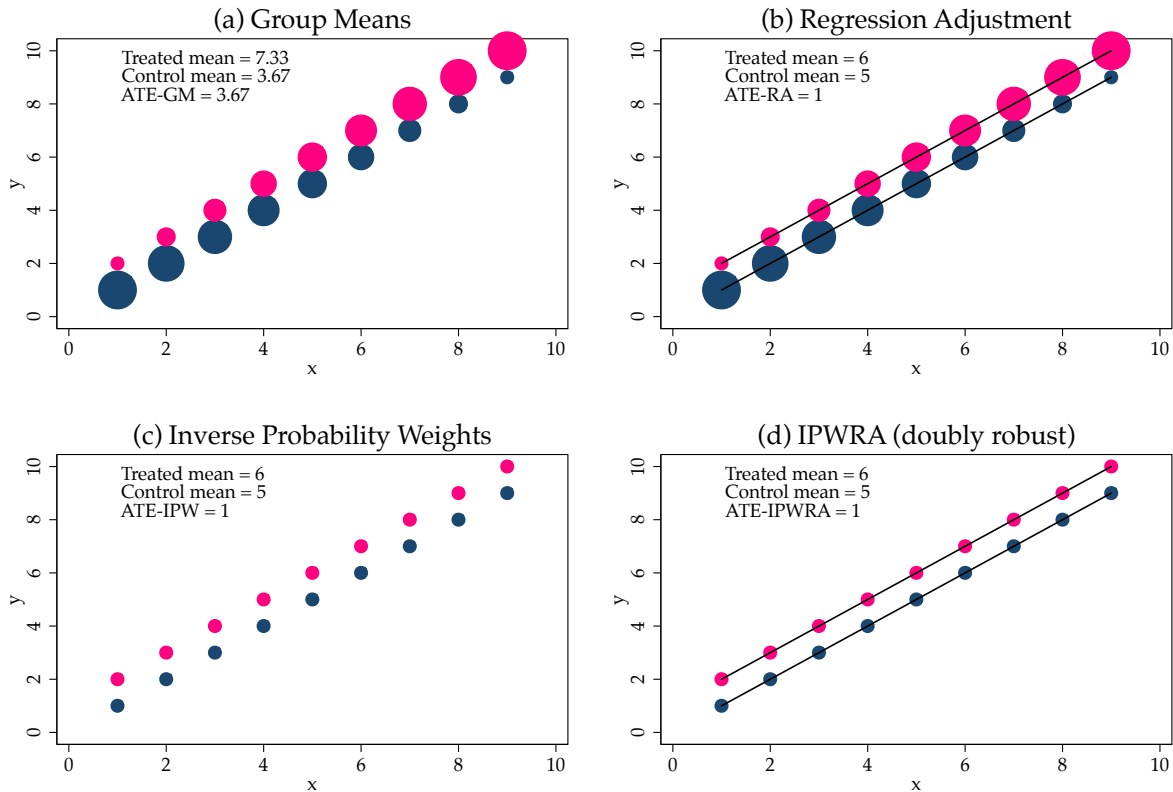 (a) Group Means
Treated mean = 7.33
Control mean = 3.67
ATE-GM = 3.67
y
0 2 4 6 8 10
0 2 4 6 8 10
x
(b) Regression Adjustment
Treated mean = 6
Control mean = 5
ATE-RA = 1
y
0 2 4 6 8 10
0 2 4 6 8 10
x
(c) Inverse Probability Weights
Treated mean = 6
Control mean = 5
ATE-IPW = 1
y
0 2 4 6 8 10
0 2 4 6 8 10
x
(d) IPWRA (doubly robust)
Treated mean = 6
Control mean = 5
ATE-IPWRA = 1
y
0 2 4 6 8 10
0 2 4 6 8 10
x